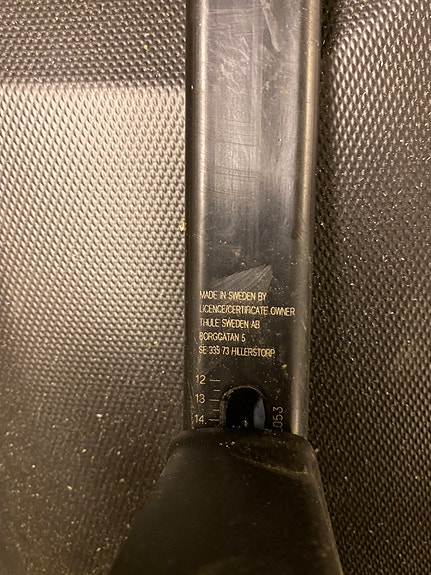 MADE IN SWEDEN BY
LICENCE/CERTIFICATE OWNER
THULE SWEDEN AB
BORGGATAN 5
SE 335 73 HILLERSTORP
12
13
14
053